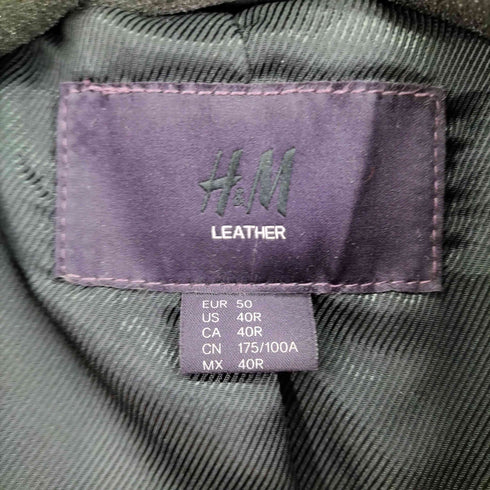 H&M
LEATHER
EUR 50
US 40R
CA 40R
CN 175/100A
MX 40R